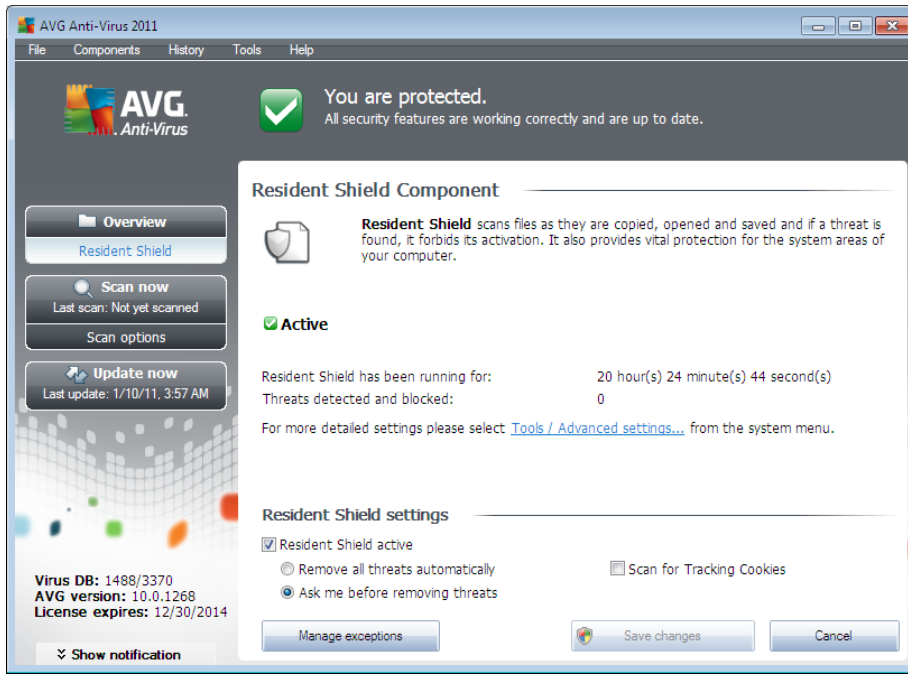 AVG Anti-Virus 2011
File Components History Tools Help
AVG.
Anti-Virus
You are protected.
All security features are working correctly and are up to date.
Overview
Resident Shield
Scan now
Last scan: Not yet scanned
Scan options
Update now
Last update: 1/10/11, 3:57 AM
Virus DB: 1488/3370
AVG version: 10.0.1268
License expires: 12/30/2014
Show notification
Resident Shield Component
Resident Shield scans files as they are copied, opened and saved and if a threat is
found, it forbids its activation. It also provides vital protection for the system areas of
your computer.
Active
Resident Shield has been running for: 20 hour(s) 24 minute(s) 44 second(s)
Threats detected and blocked: 0
For more detailed settings please select Tools / Advanced settings... from the system menu.
Resident Shield settings
Resident Shield active
Remove all threats automatically Scan for Tracking Cookies
Ask me before removing threats
Manage exceptions Save changes Cancel